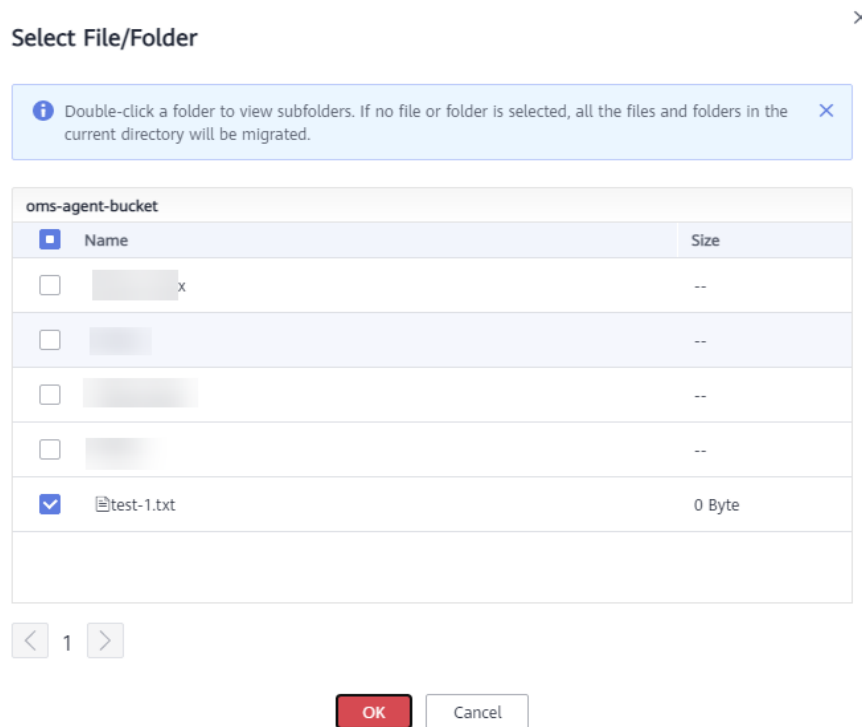 Select File/Folder
Double-click a folder to view subfolders. If no file or folder is selected, all the files and folders in the
current directory will be migrated.
oms-agent-bucket
Name Size
x --
--
--
--
test-1.txt 0 Byte
1
OK Cancel